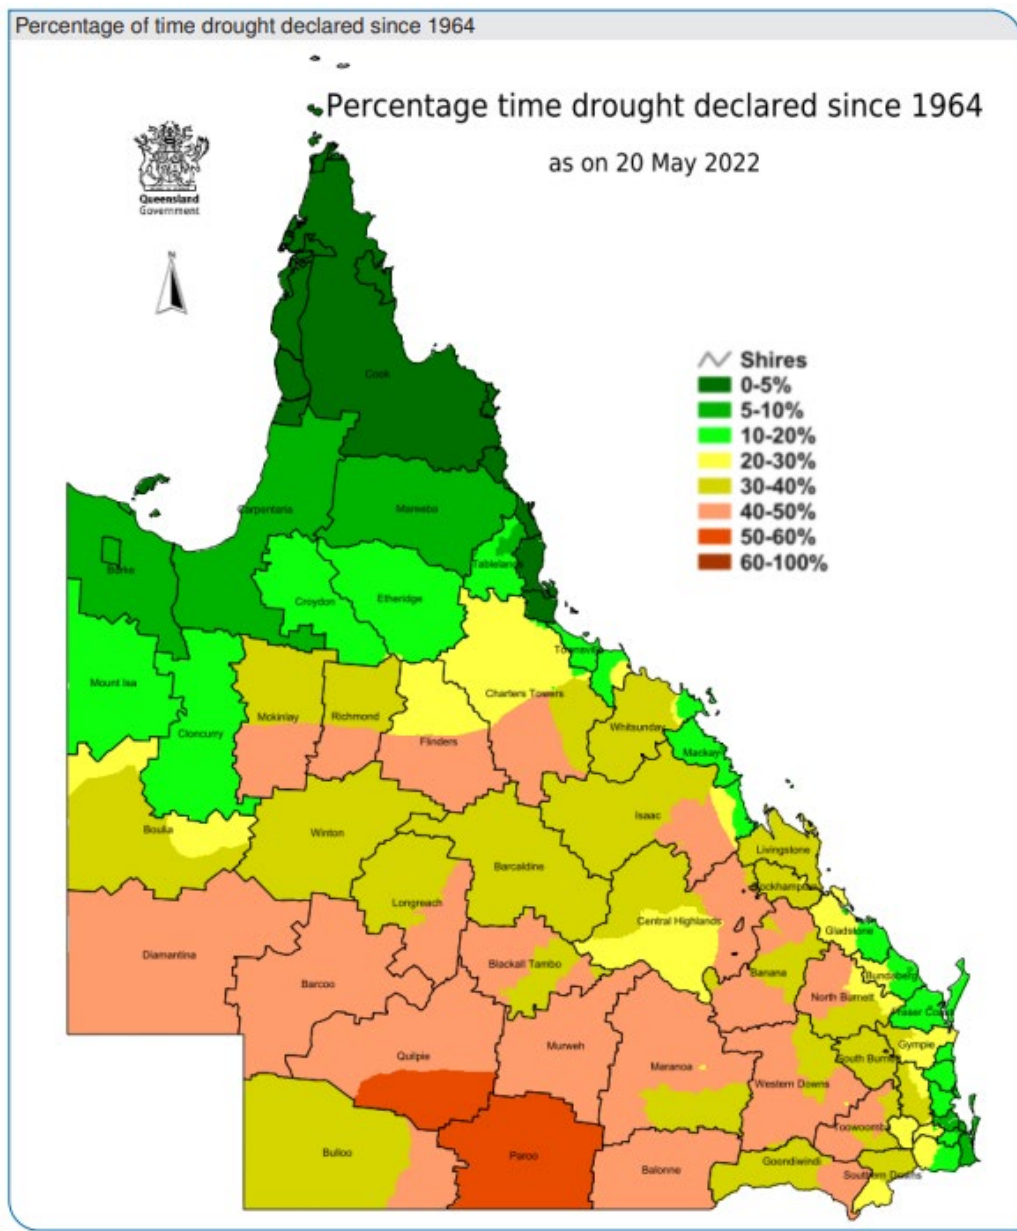 Percentage of time drought declared since 1964
Percentage time drought declared since 1964
as on 20 May 2022
Queensland
Government
N
Shires
0-5%
5-10%
10-20%
20-30%
30-40%
40-50%
50-60%
60-100%
Cook
Carpentaria
Mareeba
Burke
Tablelands
Croydon
Etheridge
Townsville
Mount Isa
Charters Towers
Mckinlay
Richmond
Whitsunday
Cloncurry
Flinders
Mackay
Isaac
Boulia
Winton
Livingstone
Barcaldine
Rockhampton
Longreach
Central Highlands
Gladstone
Diamantina
Blackall Tambo
Banana
Bundaberg
Barcoo
North Burnett
Fraser Coast
Gympie
Quilpie
Murweh
South Burnett
Maranoa
Western Downs
Toowoomba
Bulloo
Paroo
Balonne
Goondiwindi
Southern Downs